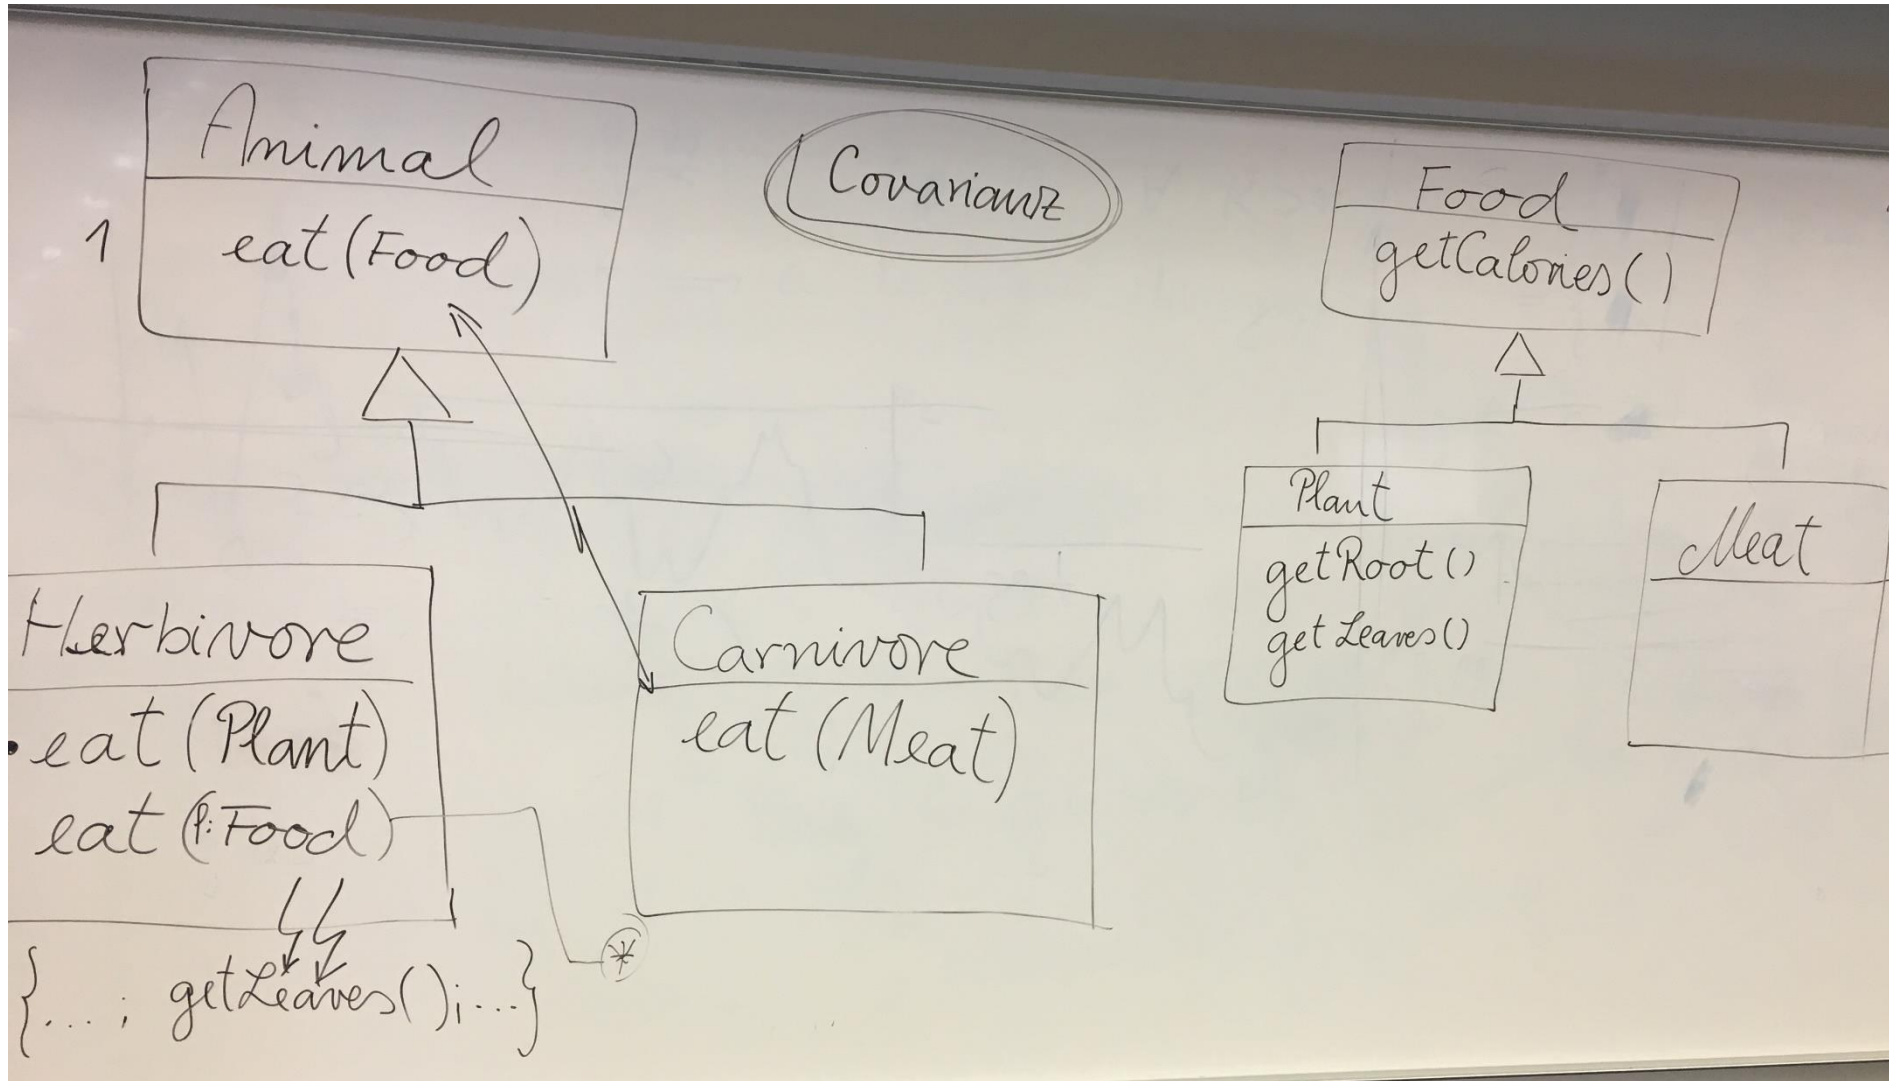 Animal
1
eat(Food)
Covarianz
Food
getCalories()
Plant
getRoot()
getLeaves()
Meat
Herbivore
eat(Plant)
eat(p:Food)
Carnivore
eat(Meat)
*
{...; getLeaves();...}